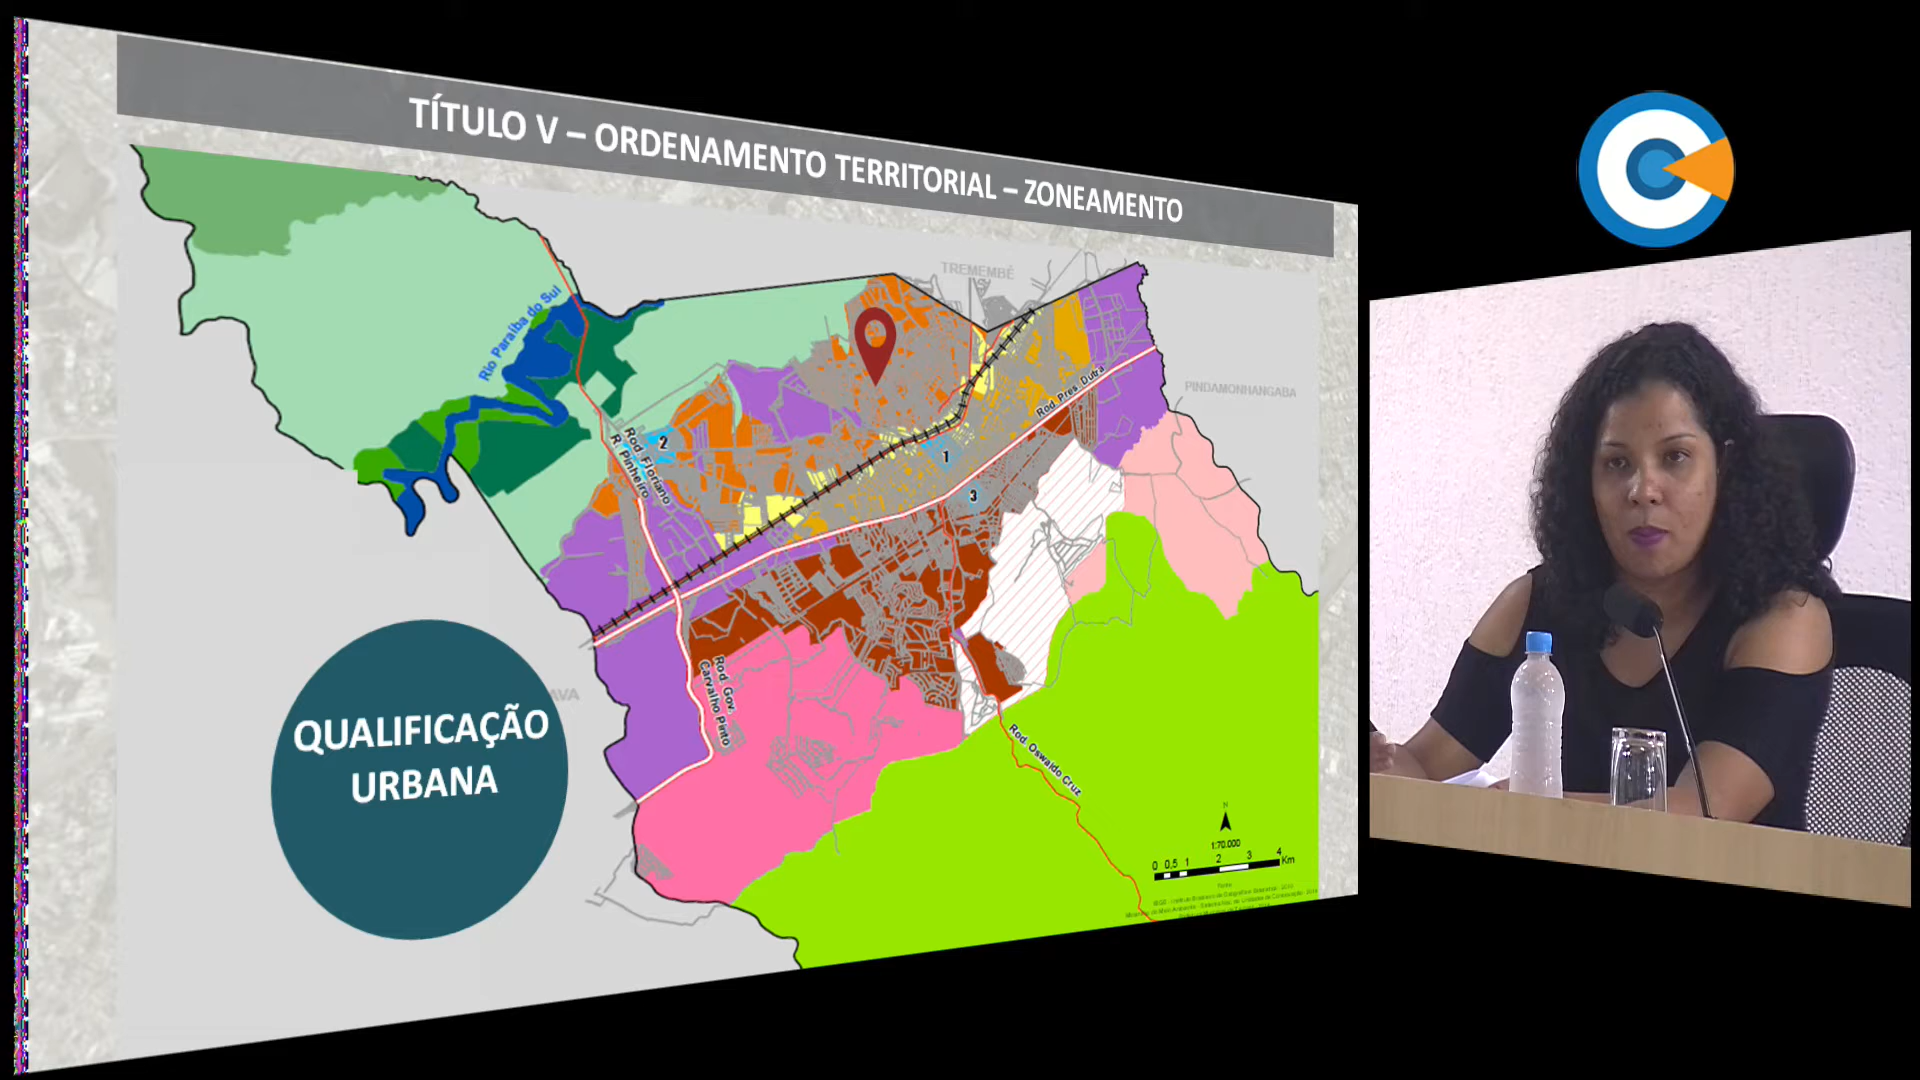 TÍTULO V – ORDENAMENTO TERRITORIAL – ZONEAMENTO
TREMEMBÉ
Rio Paraíba do Sul
PINDAMONHANGABA
Rod. Pres. Dutra
2
1
3
Rod. Floriano
R. Pinheiro
AVA
Rod. Gov.
Carvalho Pinto
Rod. Oswaldo Cruz
QUALIFICAÇÃO
URBANA
N
1:70.000
0 0,5 1 2 3 4
Km